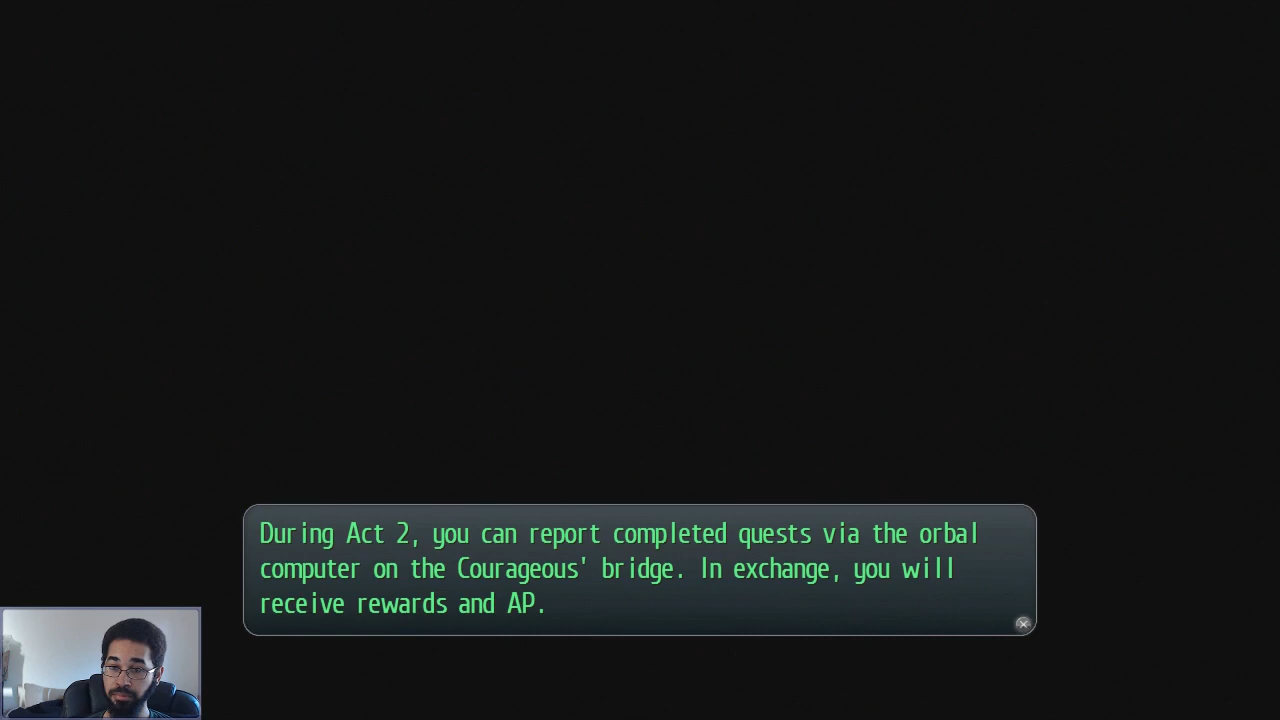 During Act 2, you can report completed quests via the orbal
computer on the Courageous' bridge. In exchange, you will
receive rewards and AP.